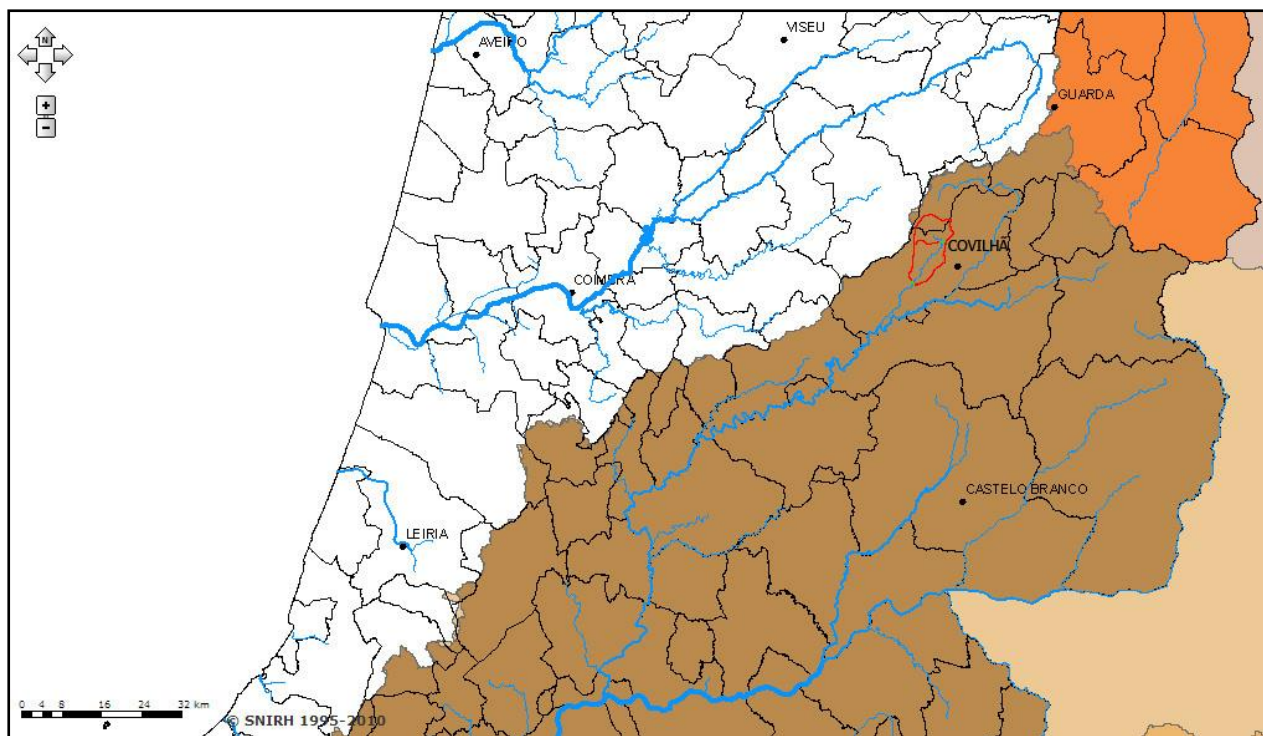 N
AVEIRO
VISEU
GUARDA
COVILHÃ
COIMBRA
CASTELO BRANCO
LEIRIA
0 4 8 16 24 32 km
© SNIRH 1995-2010